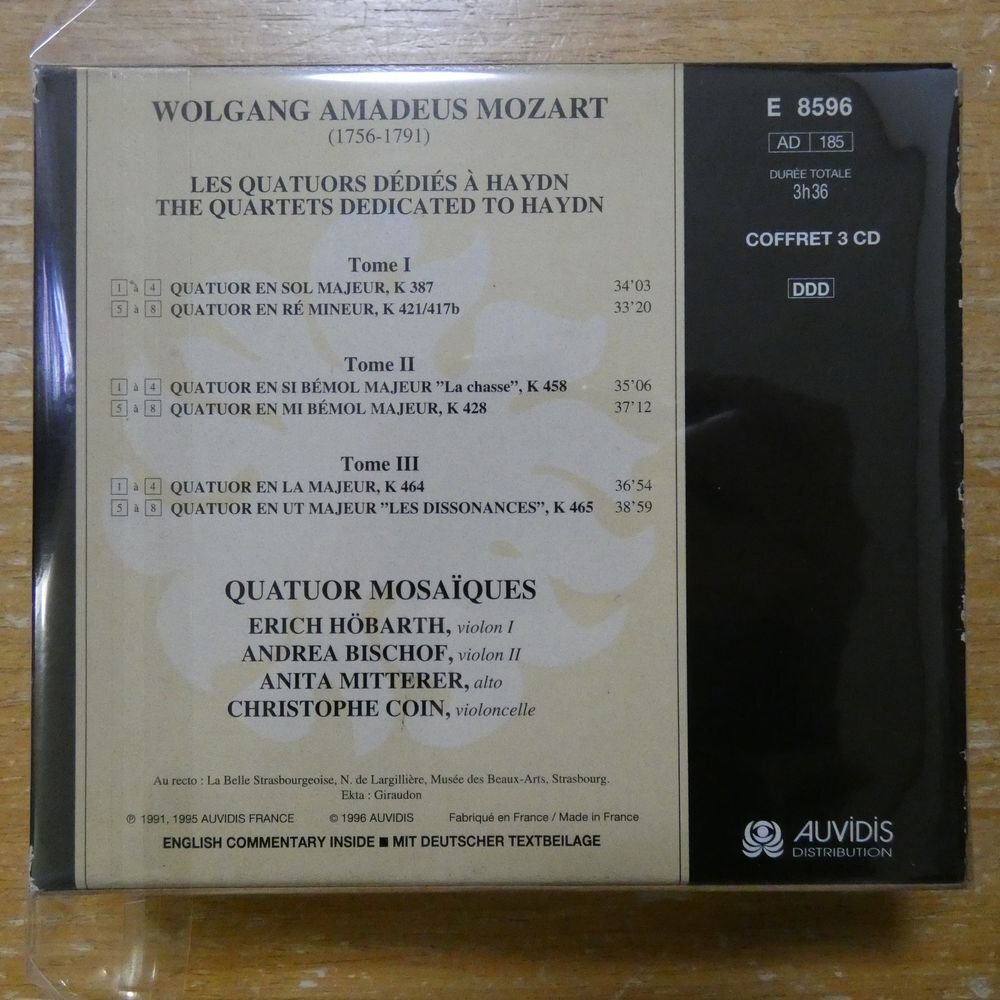 WOLGANG AMADEUS MOZART
(1756-1791)
LES QUATUORS DÉDIÉS À HAYDN
THE QUARTETS DEDICATED TO HAYDN
Tome I
1 à 4 QUATUOR EN SOL MAJEUR, K 387 34'03
5 à 8 QUATUOR EN RÉ MINEUR, K 421/417b 33'20
Tome II
1 à 4 QUATUOR EN SI BÉMOL MAJEUR "La chasse", K 458 35'06
5 à 8 QUATUOR EN MI BÉMOL MAJEUR, K 428 37'12
Tome III
1 à 4 QUATUOR EN LA MAJEUR, K 464 36'54
5 à 8 QUATUOR EN UT MAJEUR "LES DISSONANCES", K 465 38'59
QUATUOR MOSAÏQUES
ERICH HÖBARTH, violon I
ANDREA BISCHOF, violon II
ANITA MITTERER, alto
CHRISTOPHE COIN, violoncelle
Au recto : La Belle Strasbourgeoise, N. de Largillière, Musée des Beaux-Arts, Strasbourg.
Ekta : Giraudon
℗ 1991, 1995 AUVIDIS FRANCE © 1996 AUVIDIS Fabriqué en France / Made in France
ENGLISH COMMENTARY INSIDE ■ MIT DEUTSCHER TEXTBEILAGE
E 8596
AD 185
DURÉE TOTALE
3h36
COFFRET 3 CD
DDD
AUVIDIS
DISTRIBUTION